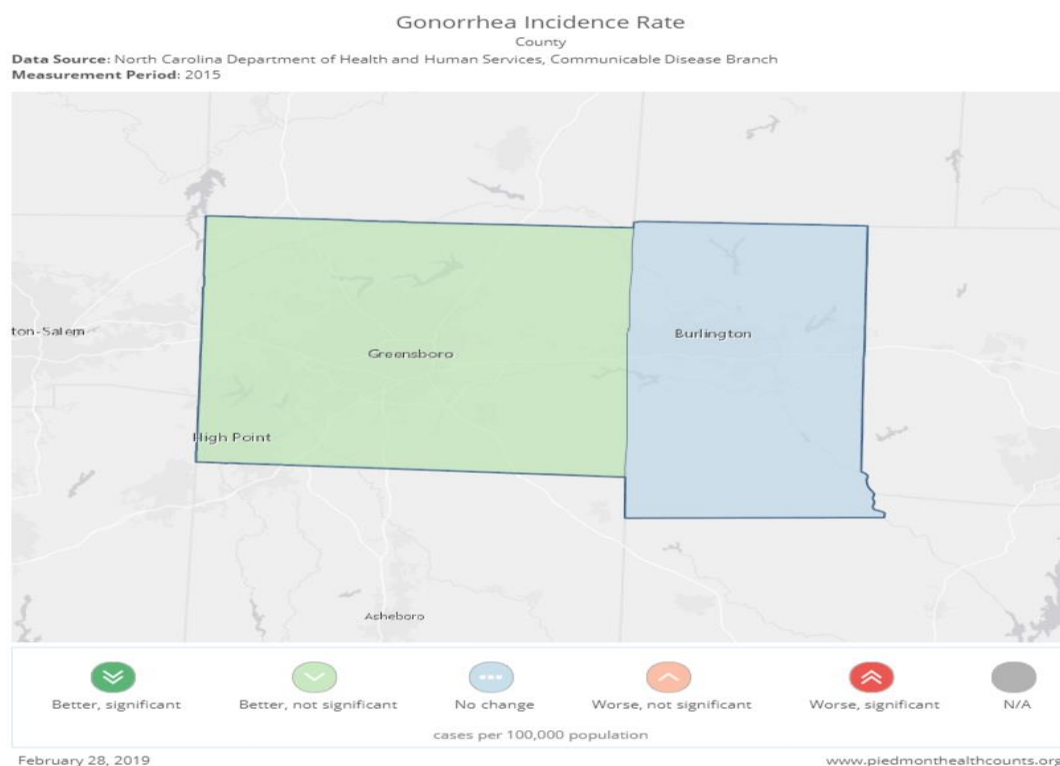 Gonorrhea Incidence Rate
County
Data Source: North Carolina Department of Health and Human Services, Communicable Disease Branch
Measurement Period: 2015
ton-Salem
Greensboro
Burlington
High Point
Asheboro
Better, significant
Better, not significant
No change
Worse, not significant
Worse, significant
N/A
cases per 100,000 population
February 28, 2019
www.piedmonthealthcounts.org